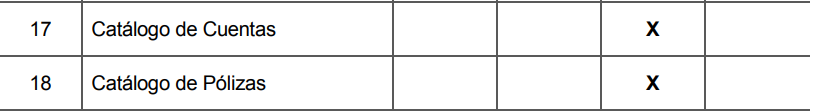 17 Catálogo de Cuentas X
18 Catálogo de Pólizas X